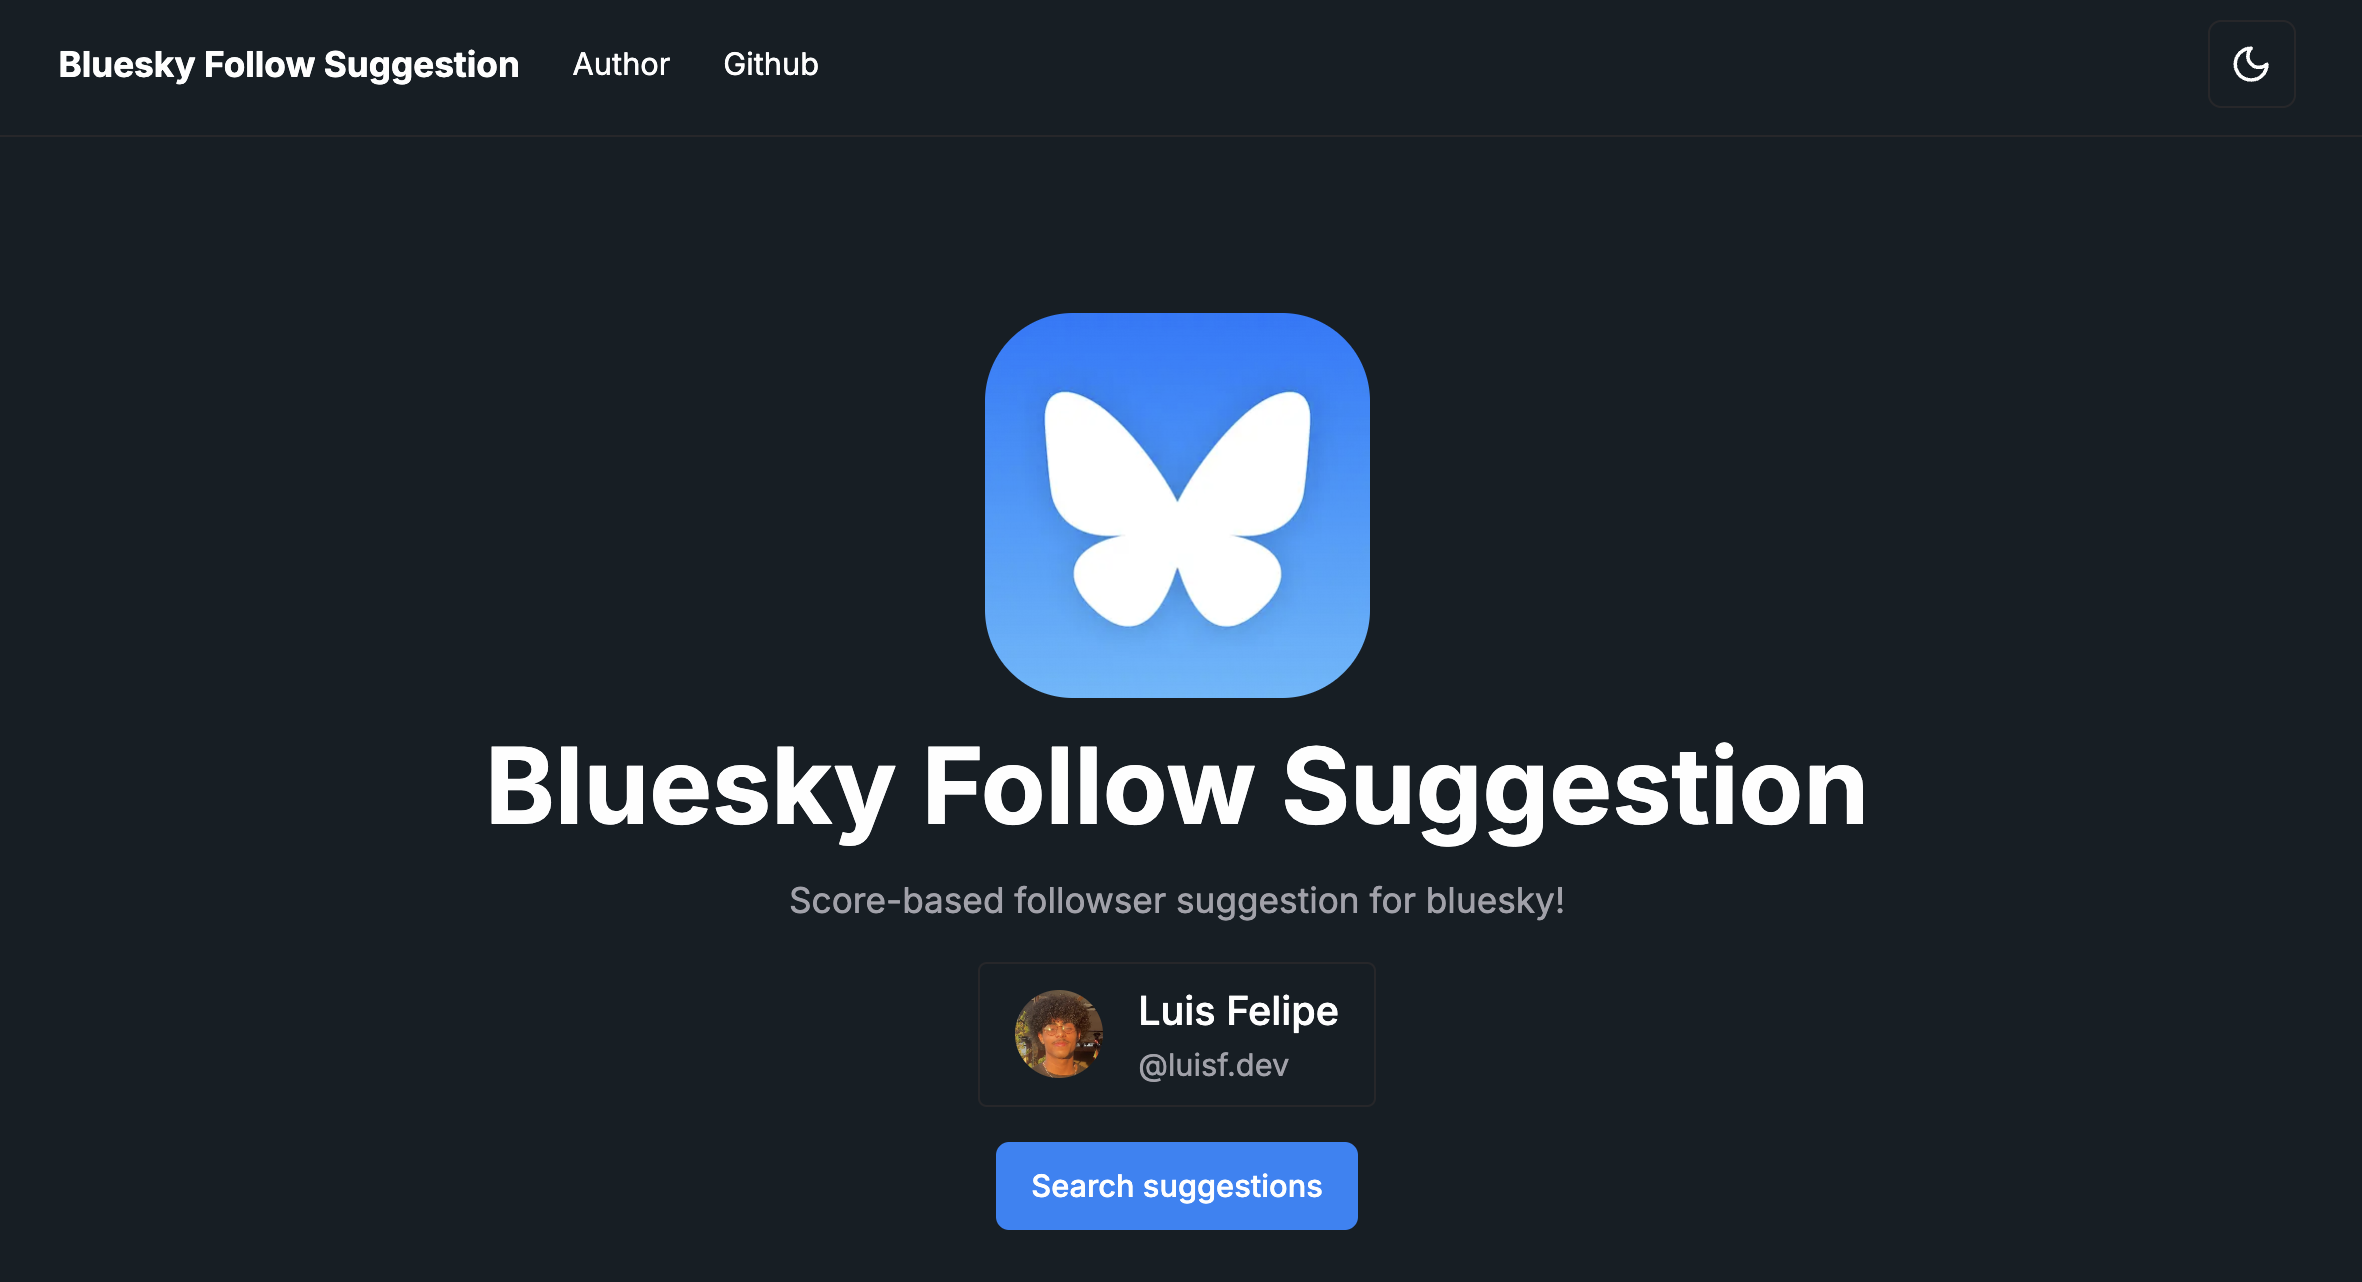 Bluesky Follow Suggestion Author Github
Bluesky Follow Suggestion
Score-based followser suggestion for bluesky!
Luis Felipe
@luisf.dev
Search suggestions